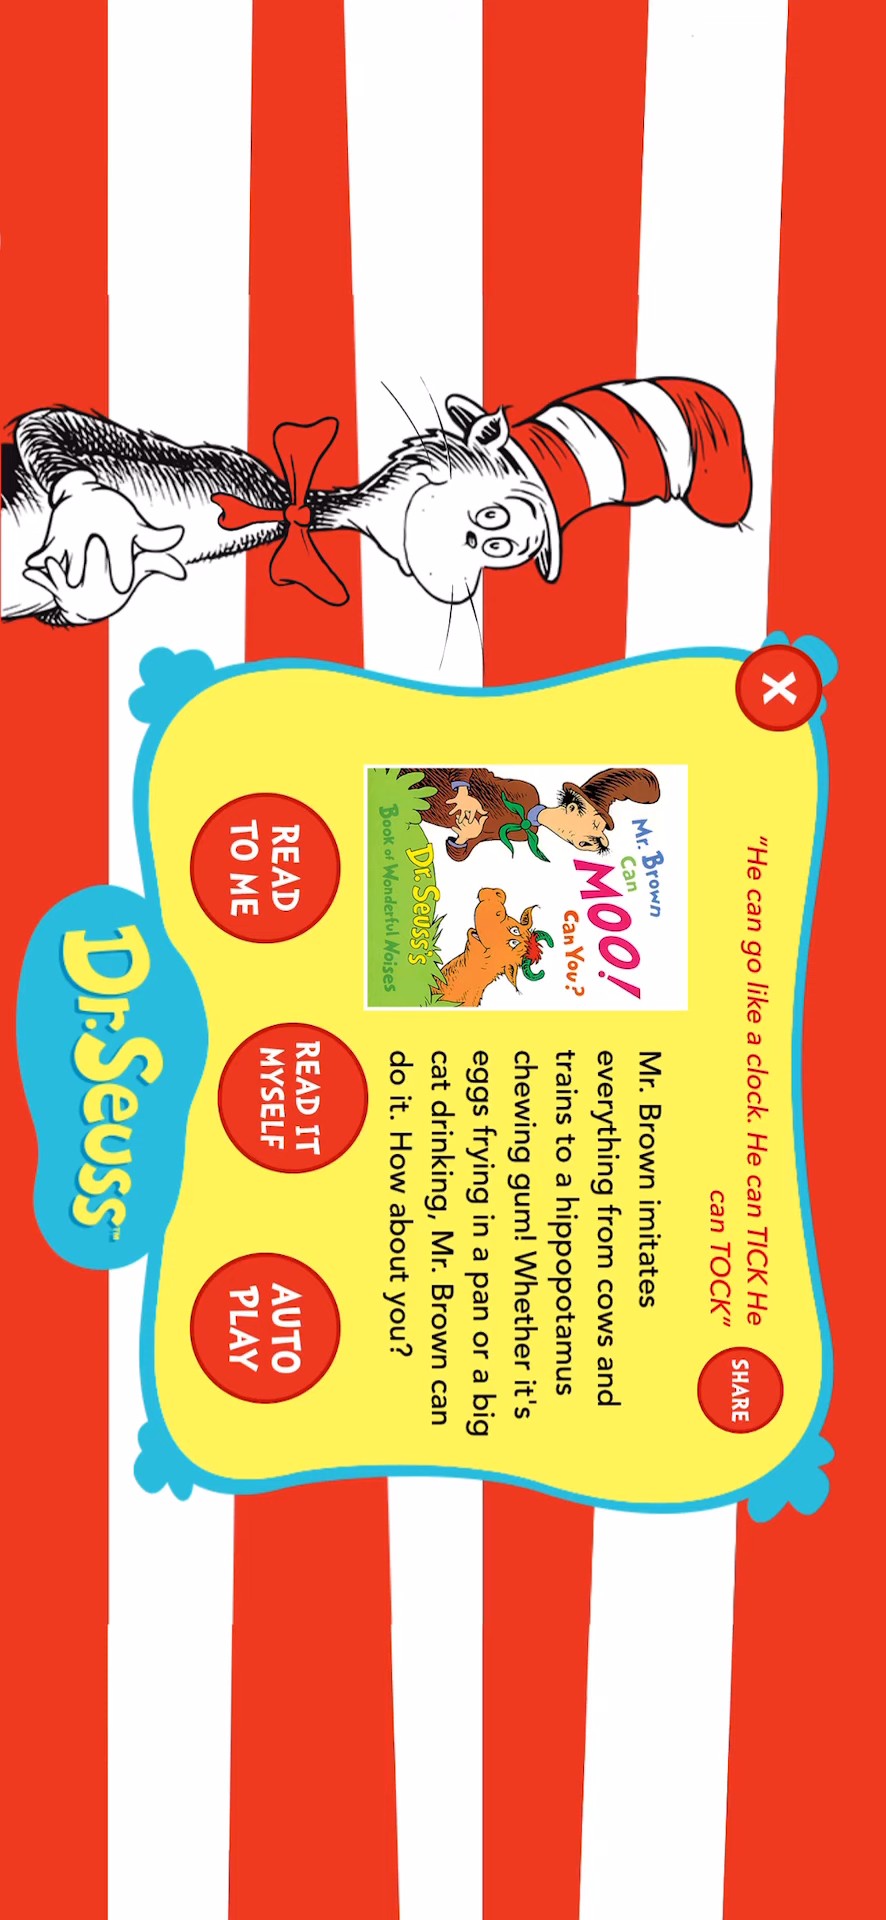 X
"He can go like a clock. He can TICK He
can TOCK"
SHARE
Mr. Brown
Can
MOO!
Can You?
Dr. Seuss's
Book of Wonderful Noises
Mr. Brown imitates
everything from cows and
trains to a hippopotamus
chewing gum! Whether it's
eggs frying in a pan or a big
cat drinking, Mr. Brown can
do it. How about you?
READ
TO ME
READ IT
MYSELF
AUTO
PLAY
Dr. Seuss™